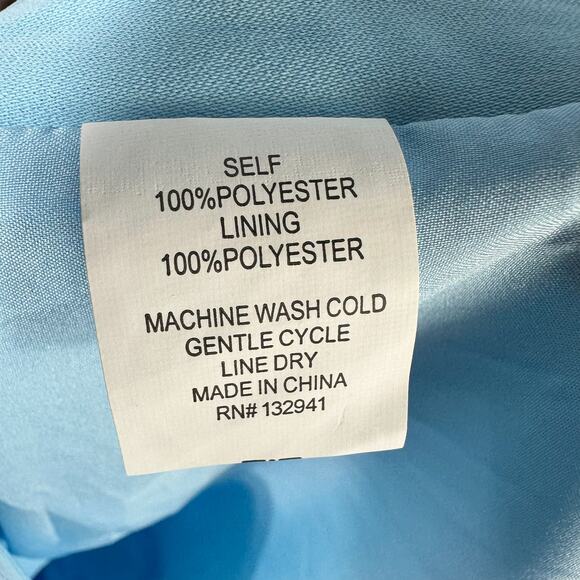 SELF
100%POLYESTER
LINING
100%POLYESTER
MACHINE WASH COLD
GENTLE CYCLE
LINE DRY
MADE IN CHINA
RN# 132941